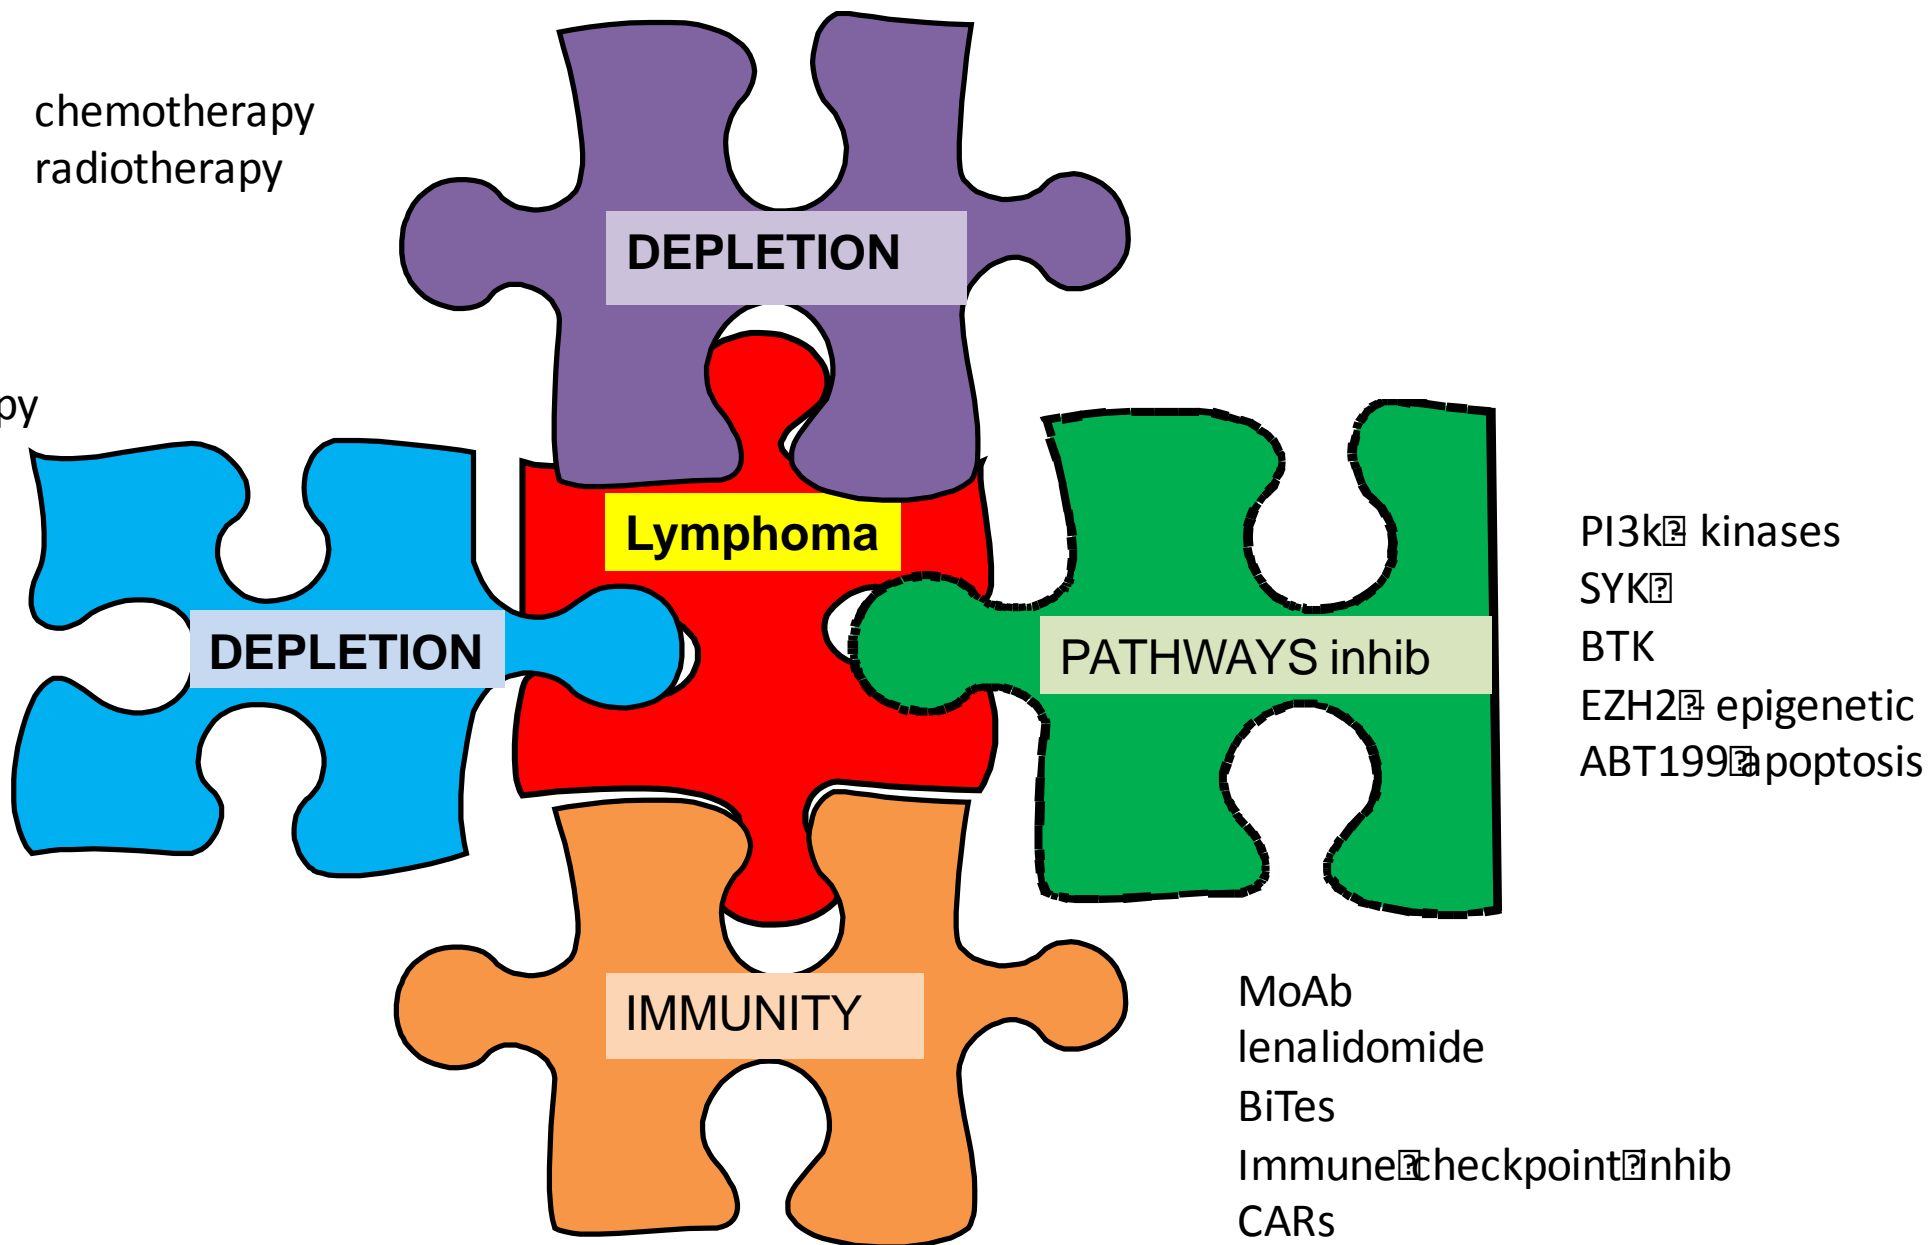 chemotherapy
radiotherapy
DEPLETION
py
Lymphoma
DEPLETION
PATHWAYS inhib
PI3k kinases
SYK
BTK
EZH2 epigenetic
ABT199 apoptosis
IMMUNITY
MoAb
lenalidomide
BiTes
Immune checkpoint inhib
CARs